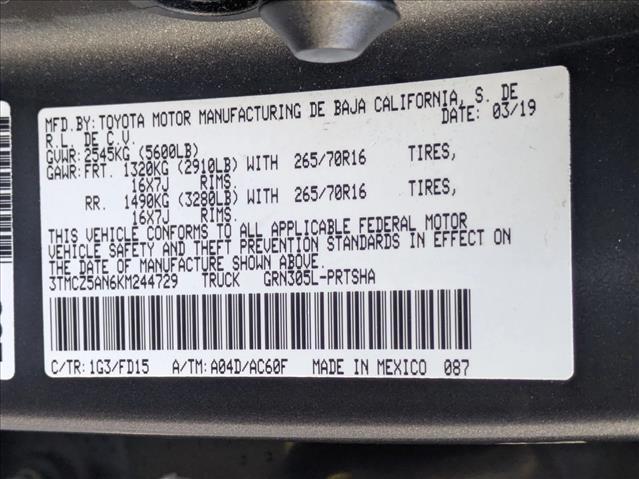 MFD.BY:TOYOTA MOTOR MANUFACTURING DE BAJA CALIFORNIA, S. DE
R.L. DE C.V. DATE: 03/19
GVWR: 2545KG (5600LB)
GAWR: FRT. 1320KG (2910LB) WITH 265/70R16 TIRES,
16X7J RIMS.
RR. 1490KG (3280LB) WITH 265/70R16 TIRES,
16X7J RIMS.
THIS VEHICLE CONFORMS TO ALL APPLICABLE FEDERAL MOTOR
VEHICLE SAFETY AND THEFT PREVENTION STANDARDS IN EFFECT ON
THE DATE OF MANUFACTURE SHOWN ABOVE.
3TMCZ5AN6KM244729 TRUCK GRN305L-PRTSHA
C/TR: 1G3/FD15 A/TM: A04D/AC60F MADE IN MEXICO 087